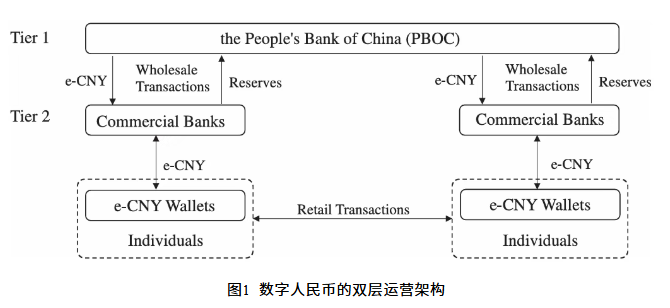 Tier 1
the People's Bank of China (PBOC)
e-CNY
Wholesale
Transactions
Reserves
e-CNY
Wholesale
Transactions
Reserves
Tier 2
Commercial Banks
Commercial Banks
e-CNY
e-CNY
e-CNY Wallets
Individuals
Retail Transactions
e-CNY Wallets
Individuals
图1 数字人民币的双层运营架构